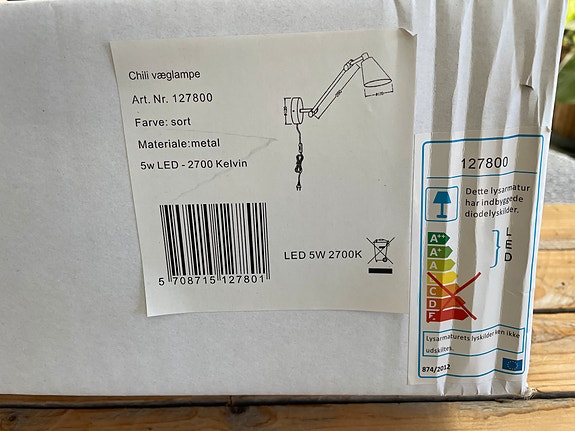 Chili væglampe
Art. Nr. 127800
Farve: sort
Materiale:metal
5w LED - 2700 Kelvin
LED 5W 2700K
5 708715 127801
127800
Dette lysarmatur
har indbyggede
diodelyskilder.
A++
A+
A
B
C
D
E
LED
Lysarmaturets lyskilder kan ikke
udskiftes.
874/2012